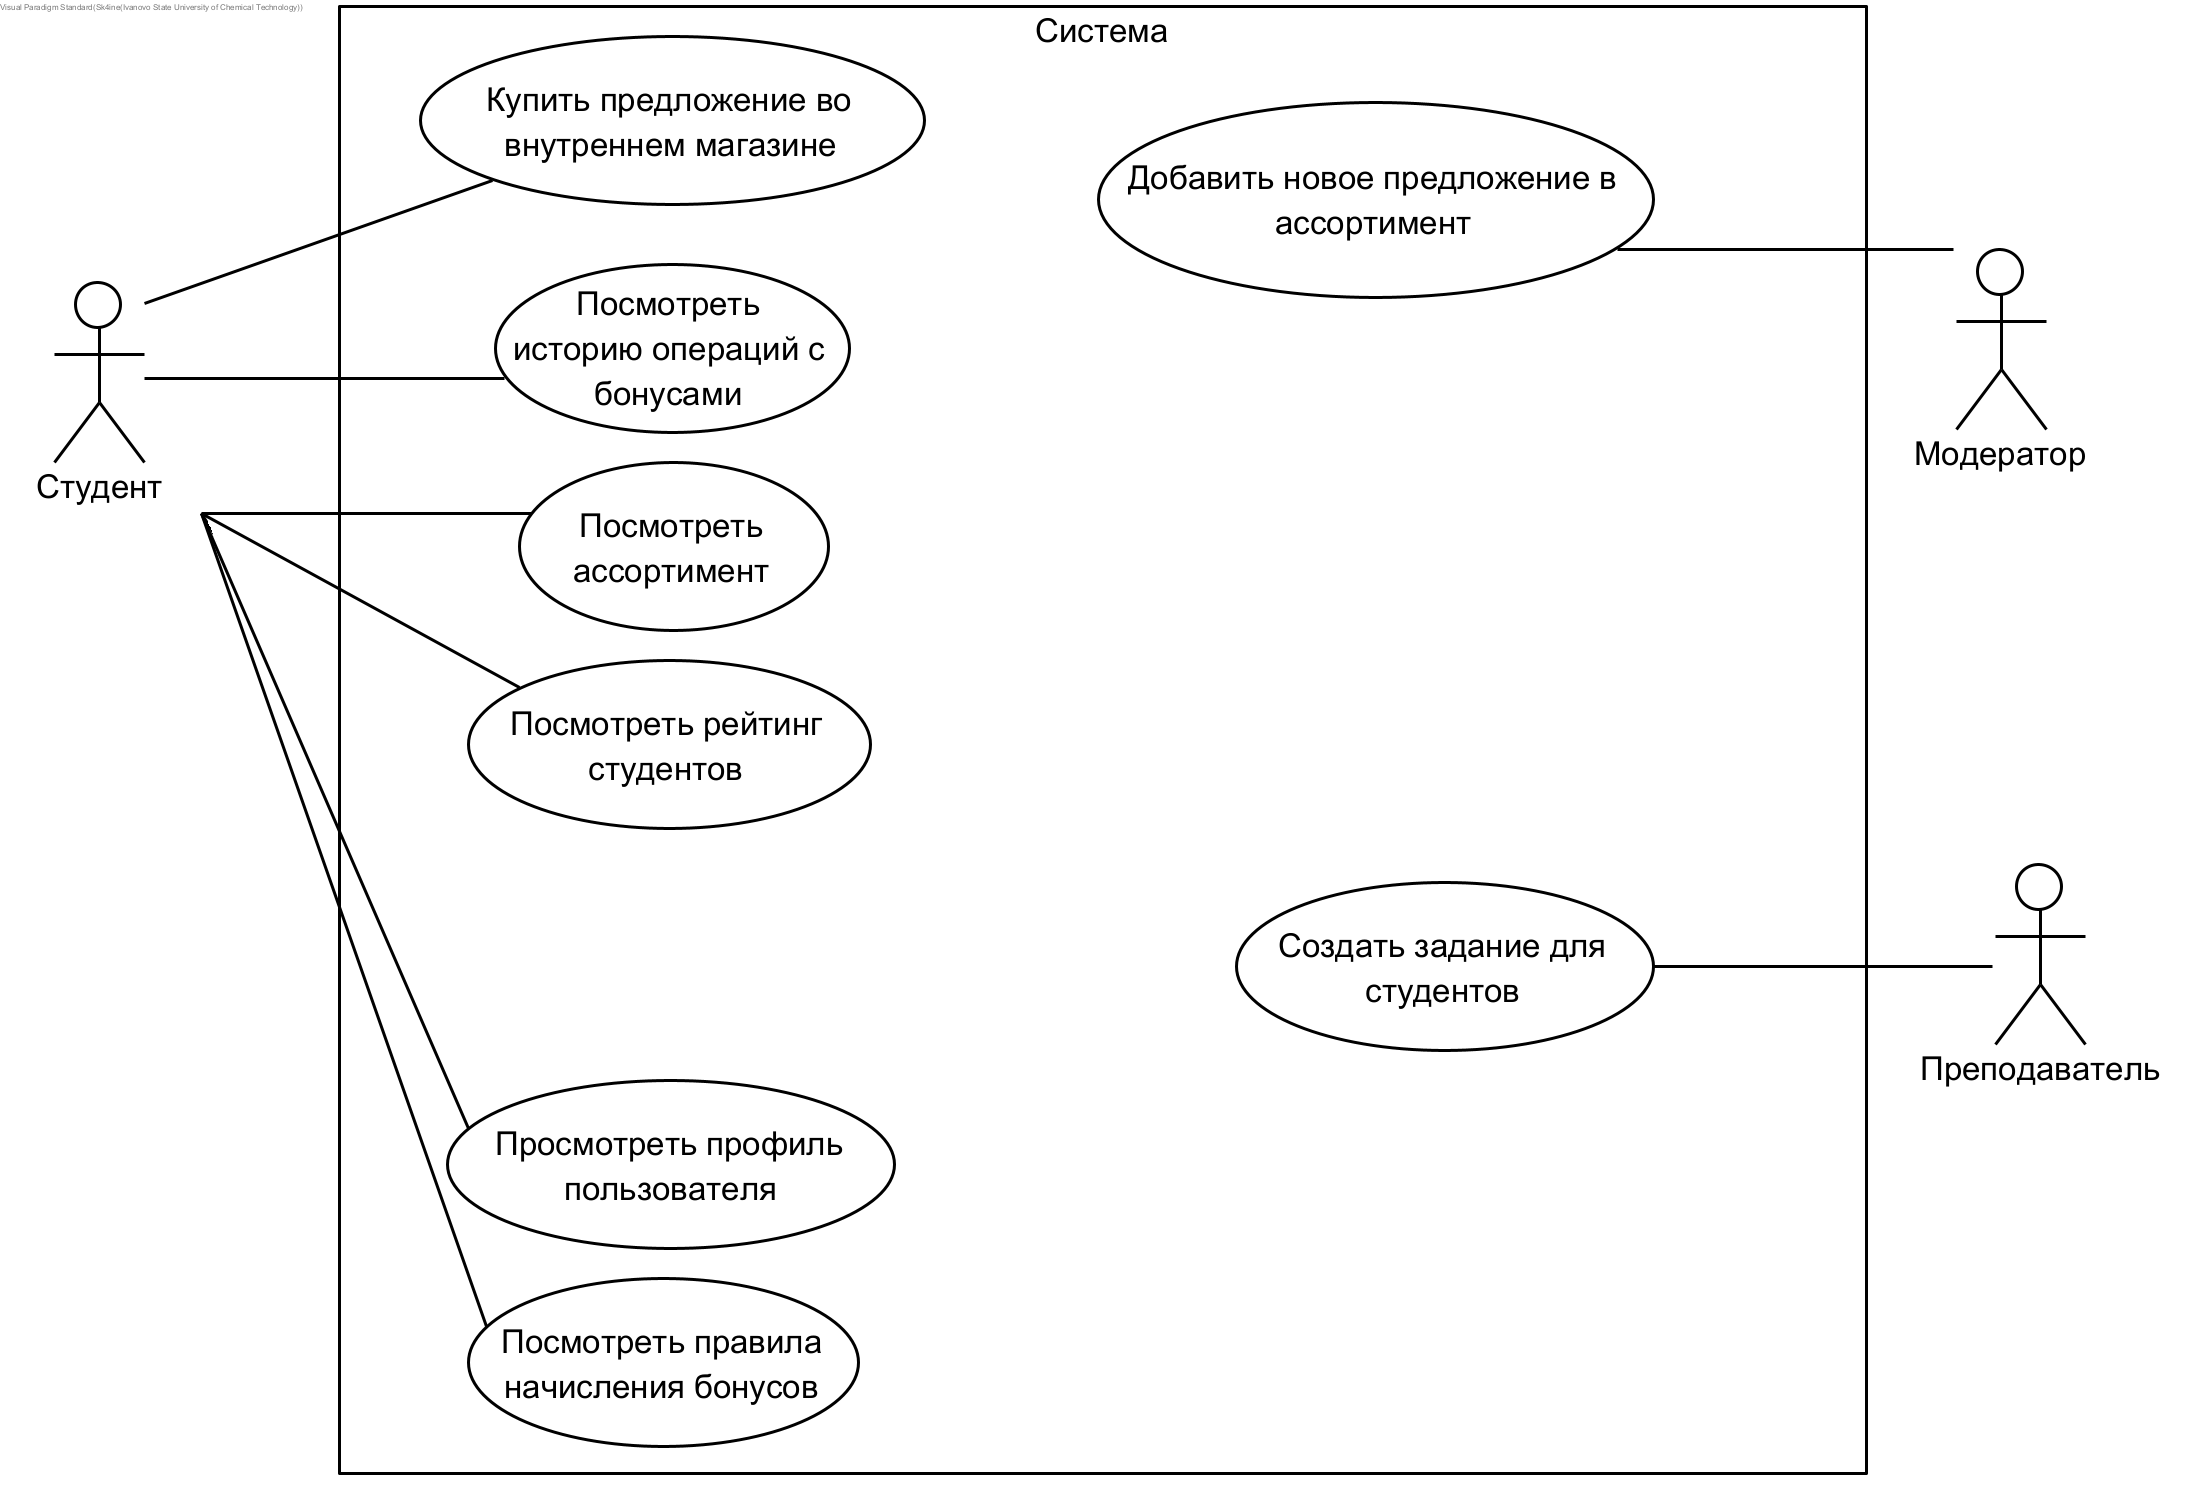 Visual Paradigm Standard(Sk4ine(Ivanovo State University of Chemical Technology))
Система
Купить предложение во
внутреннем магазине
Добавить новое предложение в
ассортимент
Посмотреть
историю операций с
бонусами
Модератор
Студент
Посмотреть
ассортимент
Посмотреть рейтинг
студентов
Создать задание для
студентов
Преподаватель
Просмотреть профиль
пользователя
Посмотреть правила
начисления бонусов